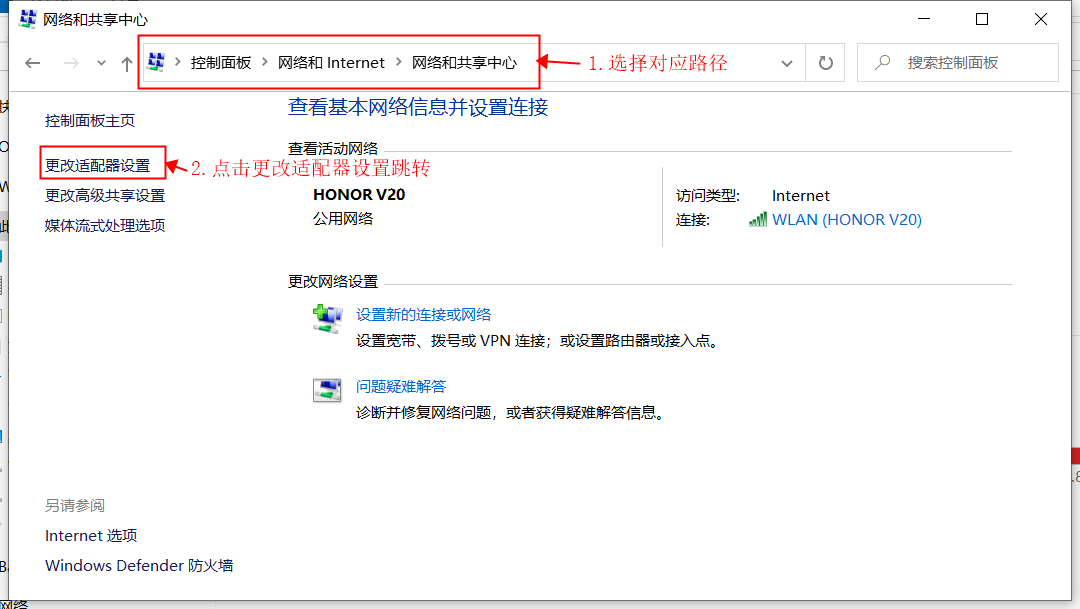 网络和共享中心
控制面板 网络和 Internet 网络和共享中心
1.选择对应路径
搜索控制面板
控制面板主页
更改适配器设置
2.点击更改适配器设置跳转
更改高级共享设置
媒体流式处理选项
查看基本网络信息并设置连接
查看活动网络
HONOR V20
公用网络
访问类型: Internet
连接: WLAN (HONOR V20)
更改网络设置
设置新的连接或网络
设置宽带、拨号或 VPN 连接；或设置路由器或接入点。
问题疑难解答
诊断并修复网络问题，或者获得疑难解答信息。
另请参阅
Internet 选项
Windows Defender 防火墙
网络